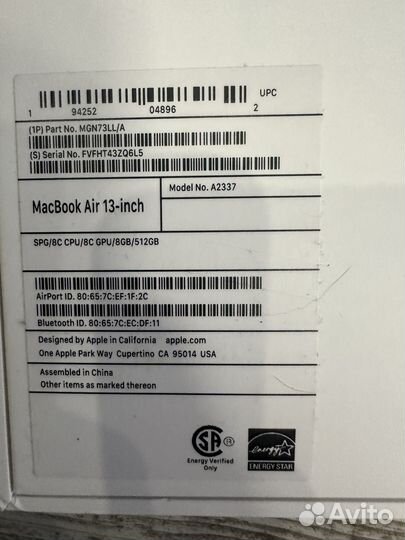 UPC
1 94252 04896 2
(1P) Part No. MGN73LL/A
(S) Serial No. FVFHT43ZQ6L5
Model No. A2337
MacBook Air 13-inch
SPG/8C CPU/8C GPU/8GB/512GB
AirPort ID. 80:65:7C:EF:1F:2C
Bluetooth ID. 80:65:7C:EC:DF:11
Designed by Apple in California apple.com
One Apple Park Way Cupertino CA 95014 USA
Assembled in China
Other items as marked thereon
SA ®
Energy Verified
Only
energy
ENERGY STAR
Avito